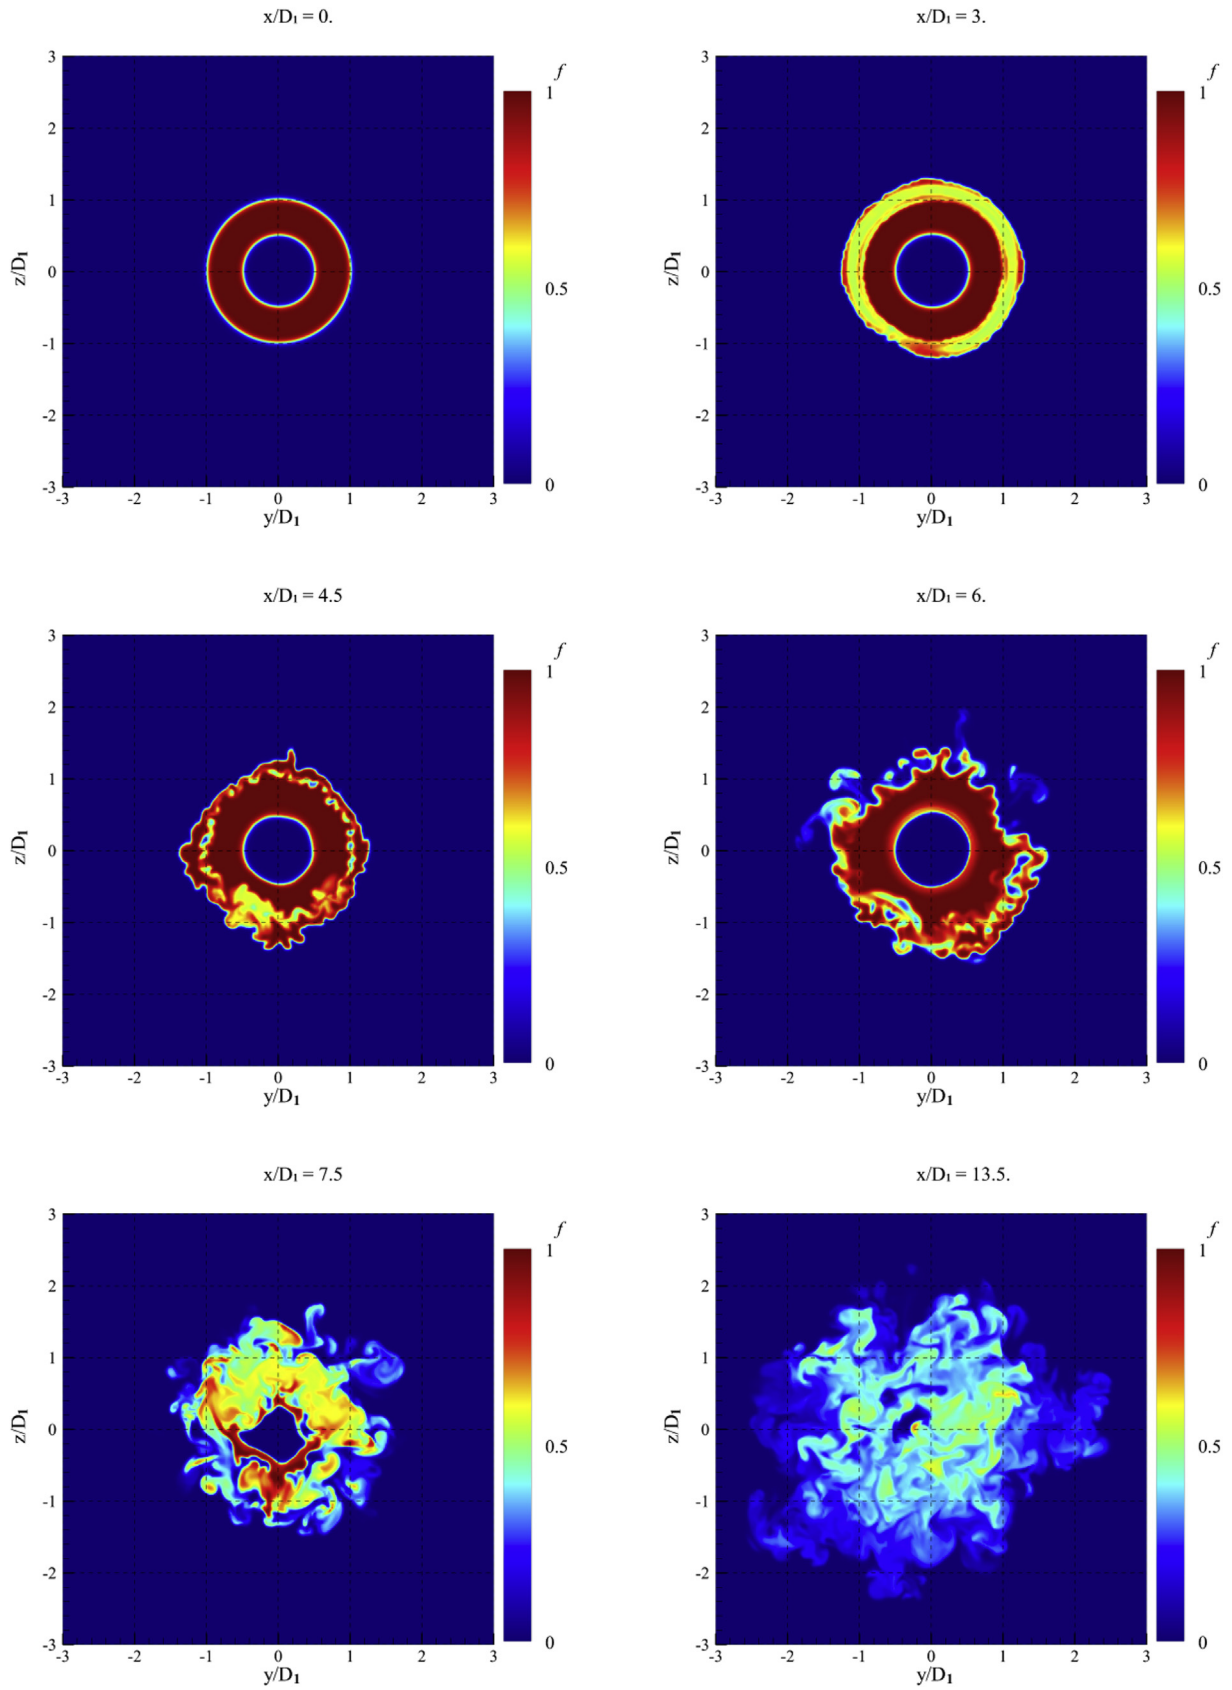 x/D₁ = 0.
x/D₁ = 3.
3
2
1
0
-1
-2
-3
z/D₁
-3 -2 -1 0 1 2 3
y/D₁
f
1
0.5
0
3
2
1
0
-1
-2
-3
z/D₁
-3 -2 -1 0 1 2 3
y/D₁
f
1
0.5
0
x/D₁ = 4.5
x/D₁ = 6.
3
2
1
0
-1
-2
-3
z/D₁
-3 -2 -1 0 1 2 3
y/D₁
f
1
0.5
0
3
2
1
0
-1
-2
-3
z/D₁
-3 -2 -1 0 1 2 3
y/D₁
f
1
0.5
0
x/D₁ = 7.5
x/D₁ = 13.5.
3
2
1
0
-1
-2
-3
z/D₁
-3 -2 -1 0 1 2 3
y/D₁
f
1
0.5
0
3
2
1
0
-1
-2
-3
z/D₁
-3 -2 -1 0 1 2 3
y/D₁
f
1
0.5
0